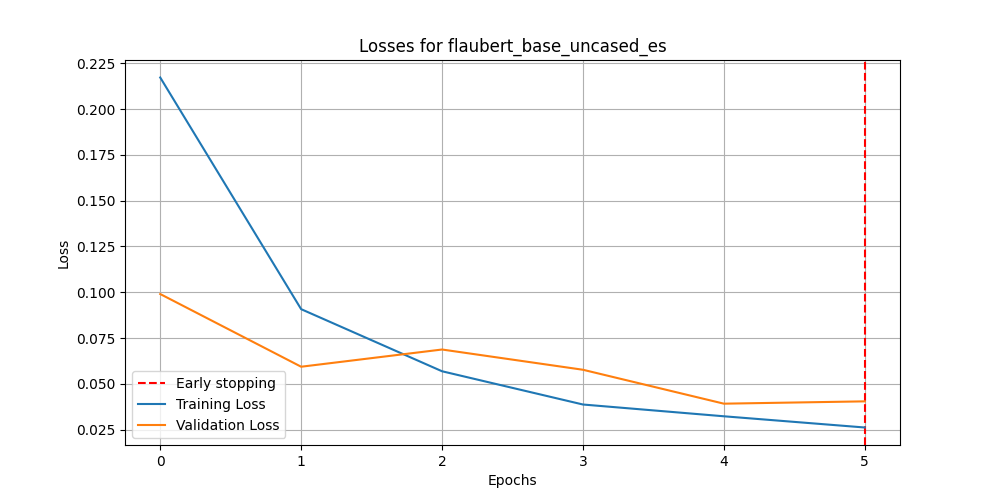 Losses for flaubert_base_uncased_es
0.225
0.200
0.175
0.150
0.125
0.100
0.075
0.050
0.025
Loss
Early stopping
Training Loss
Validation Loss
0 1 2 3 4 5
Epochs